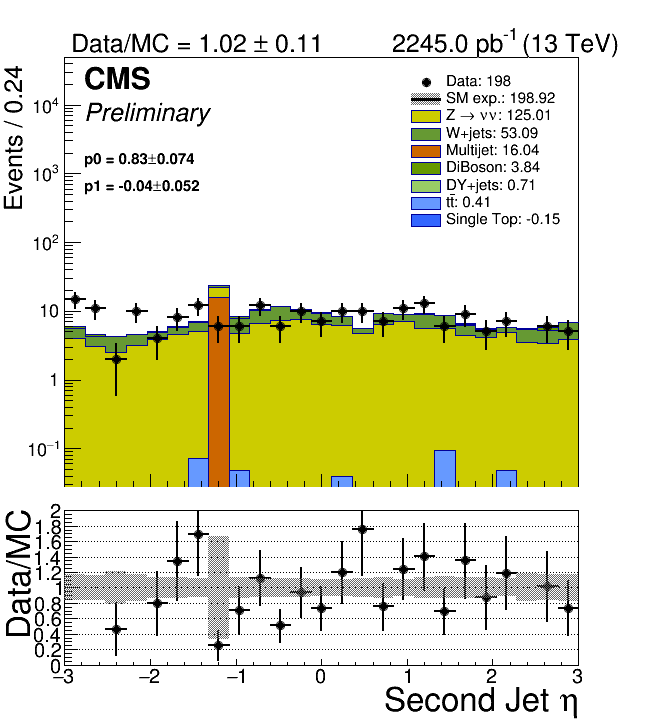 Data/MC = 1.02 ± 0.11
2245.0 pb⁻¹ (13 TeV)
CMS
Preliminary
p0 = 0.83±0.074
p1 = -0.04±0.052
Data: 198
SM exp.: 198.92
Z → νν: 125.01
W+jets: 53.09
Multijet: 16.04
DiBoson: 3.84
DY+jets: 0.71
tt̄: 0.41
Single Top: -0.15
Events / 0.24
10⁴
10³
10²
10
1
10⁻¹
Data/MC
2
1.8
1.6
1.4
1.2
1
0.8
0.6
0.4
0.2
0
−3
−2
−1
0
1
2
3
Second Jet η